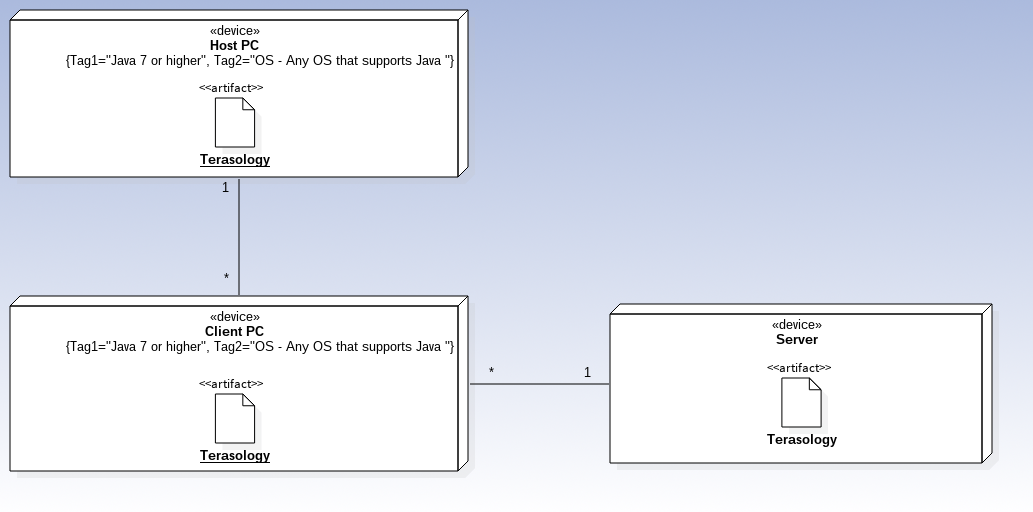 «device»
Host PC
{Tag1="Java 7 or higher", Tag2="OS - Any OS that supports Java "}
<<artifact>>
Terasology
1
*
«device»
Client PC
{Tag1="Java 7 or higher", Tag2="OS - Any OS that supports Java "}
<<artifact>>
Terasology
* 1
«device»
Server
<<artifact>>
Terasology